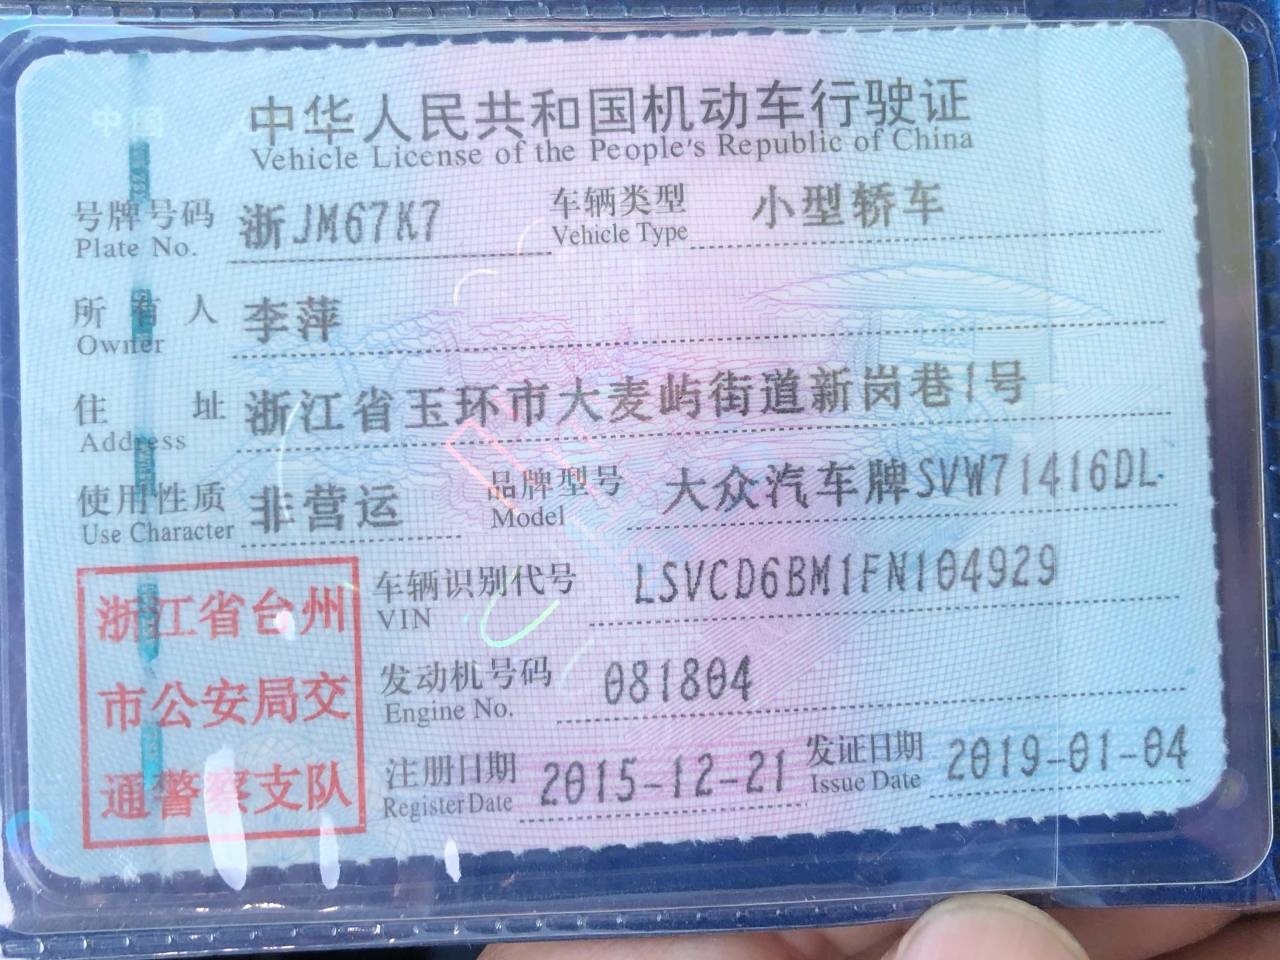 中国
中华人民共和国机动车行驶证
Vehicle License of the People's Republic of China
号牌号码 浙JM67K7 车辆类型 小型轿车
Plate No. Vehicle Type
所有人 李萍
Owner
住址 浙江省玉环市大麦屿街道新岗巷1号
Address
使用性质 非营运 品牌型号 大众汽车牌SVW71416DL
Use Character Model
浙江省台州
市公安局交
通警察支队
车辆识别代号 LSVCD6BM1FN104929
VIN
发动机号码 081804
Engine No.
注册日期 2015-12-21 发证日期 2019-01-04
Register Date Issue Date